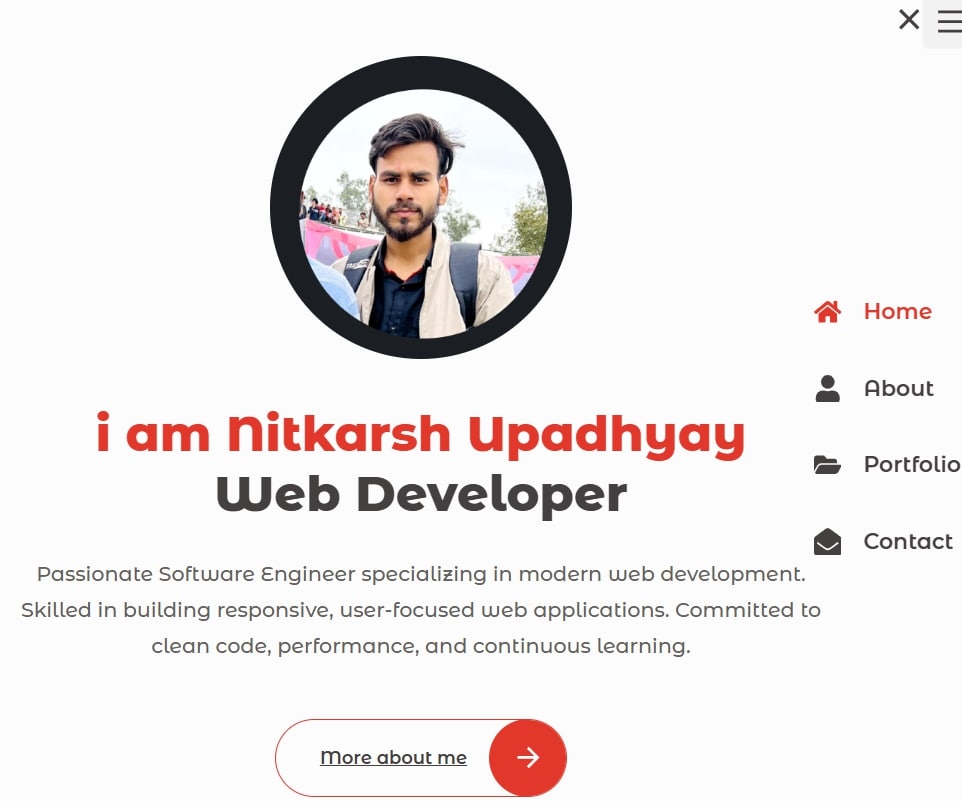 i am Nitkarsh Upadhyay
Web Developer
Passionate Software Engineer specializing in modern web development.
Skilled in building responsive, user-focused web applications. Committed to
clean code, performance, and continuous learning.
More about me
Home
About
Portfolio
Contact